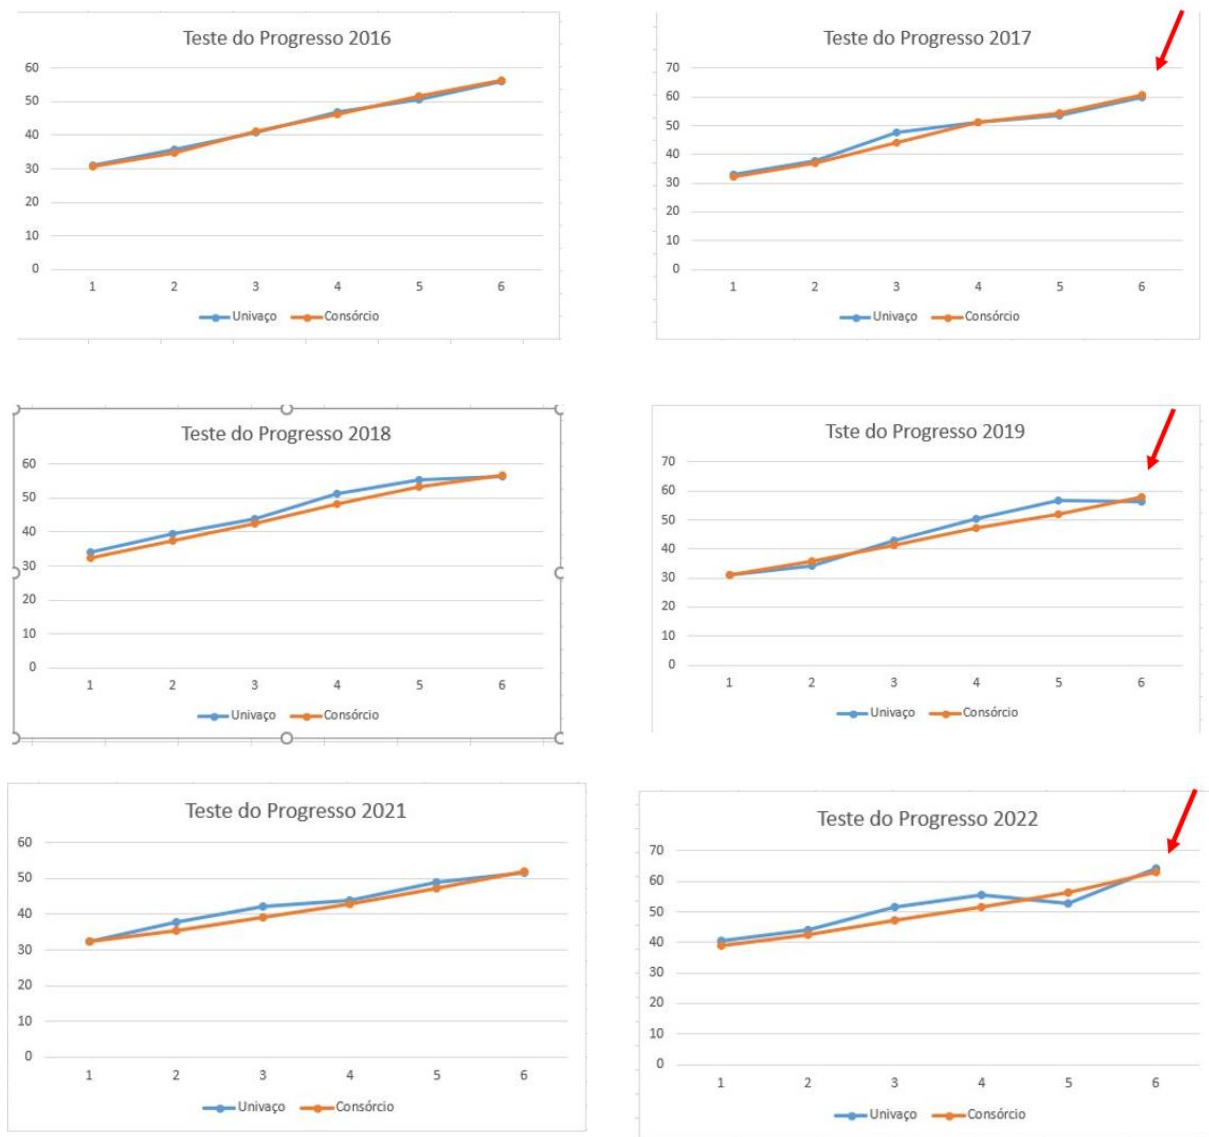 Teste do Progresso 2016
60
50
40
30
20
10
0
1 2 3 4 5 6
Univaço Consórcio
Teste do Progresso 2017
70
60
50
40
30
20
10
0
1 2 3 4 5 6
Univaço Consórcio
Teste do Progresso 2018
60
50
40
30
20
10
0
1 2 3 4 5 6
Univaço Consórcio
Tste do Progresso 2019
70
60
50
40
30
20
10
0
1 2 3 4 5 6
Univaço Consórcio
Teste do Progresso 2021
60
50
40
30
20
10
0
1 2 3 4 5 6
Univaço Consórcio
Teste do Progresso 2022
70
60
50
40
30
20
10
0
1 2 3 4 5 6
Univaço Consórcio